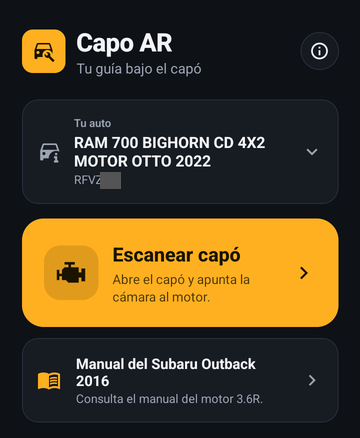 Capo AR
Tu guía bajo el capó
Tu auto
RAM 700 BIGHORN CD 4X2
MOTOR OTTO 2022
RFVZ
Escanear capó
Abre el capó y apunta la
cámara al motor.
Manual del Subaru Outback
2016
Consulta el manual del motor 3.6R.